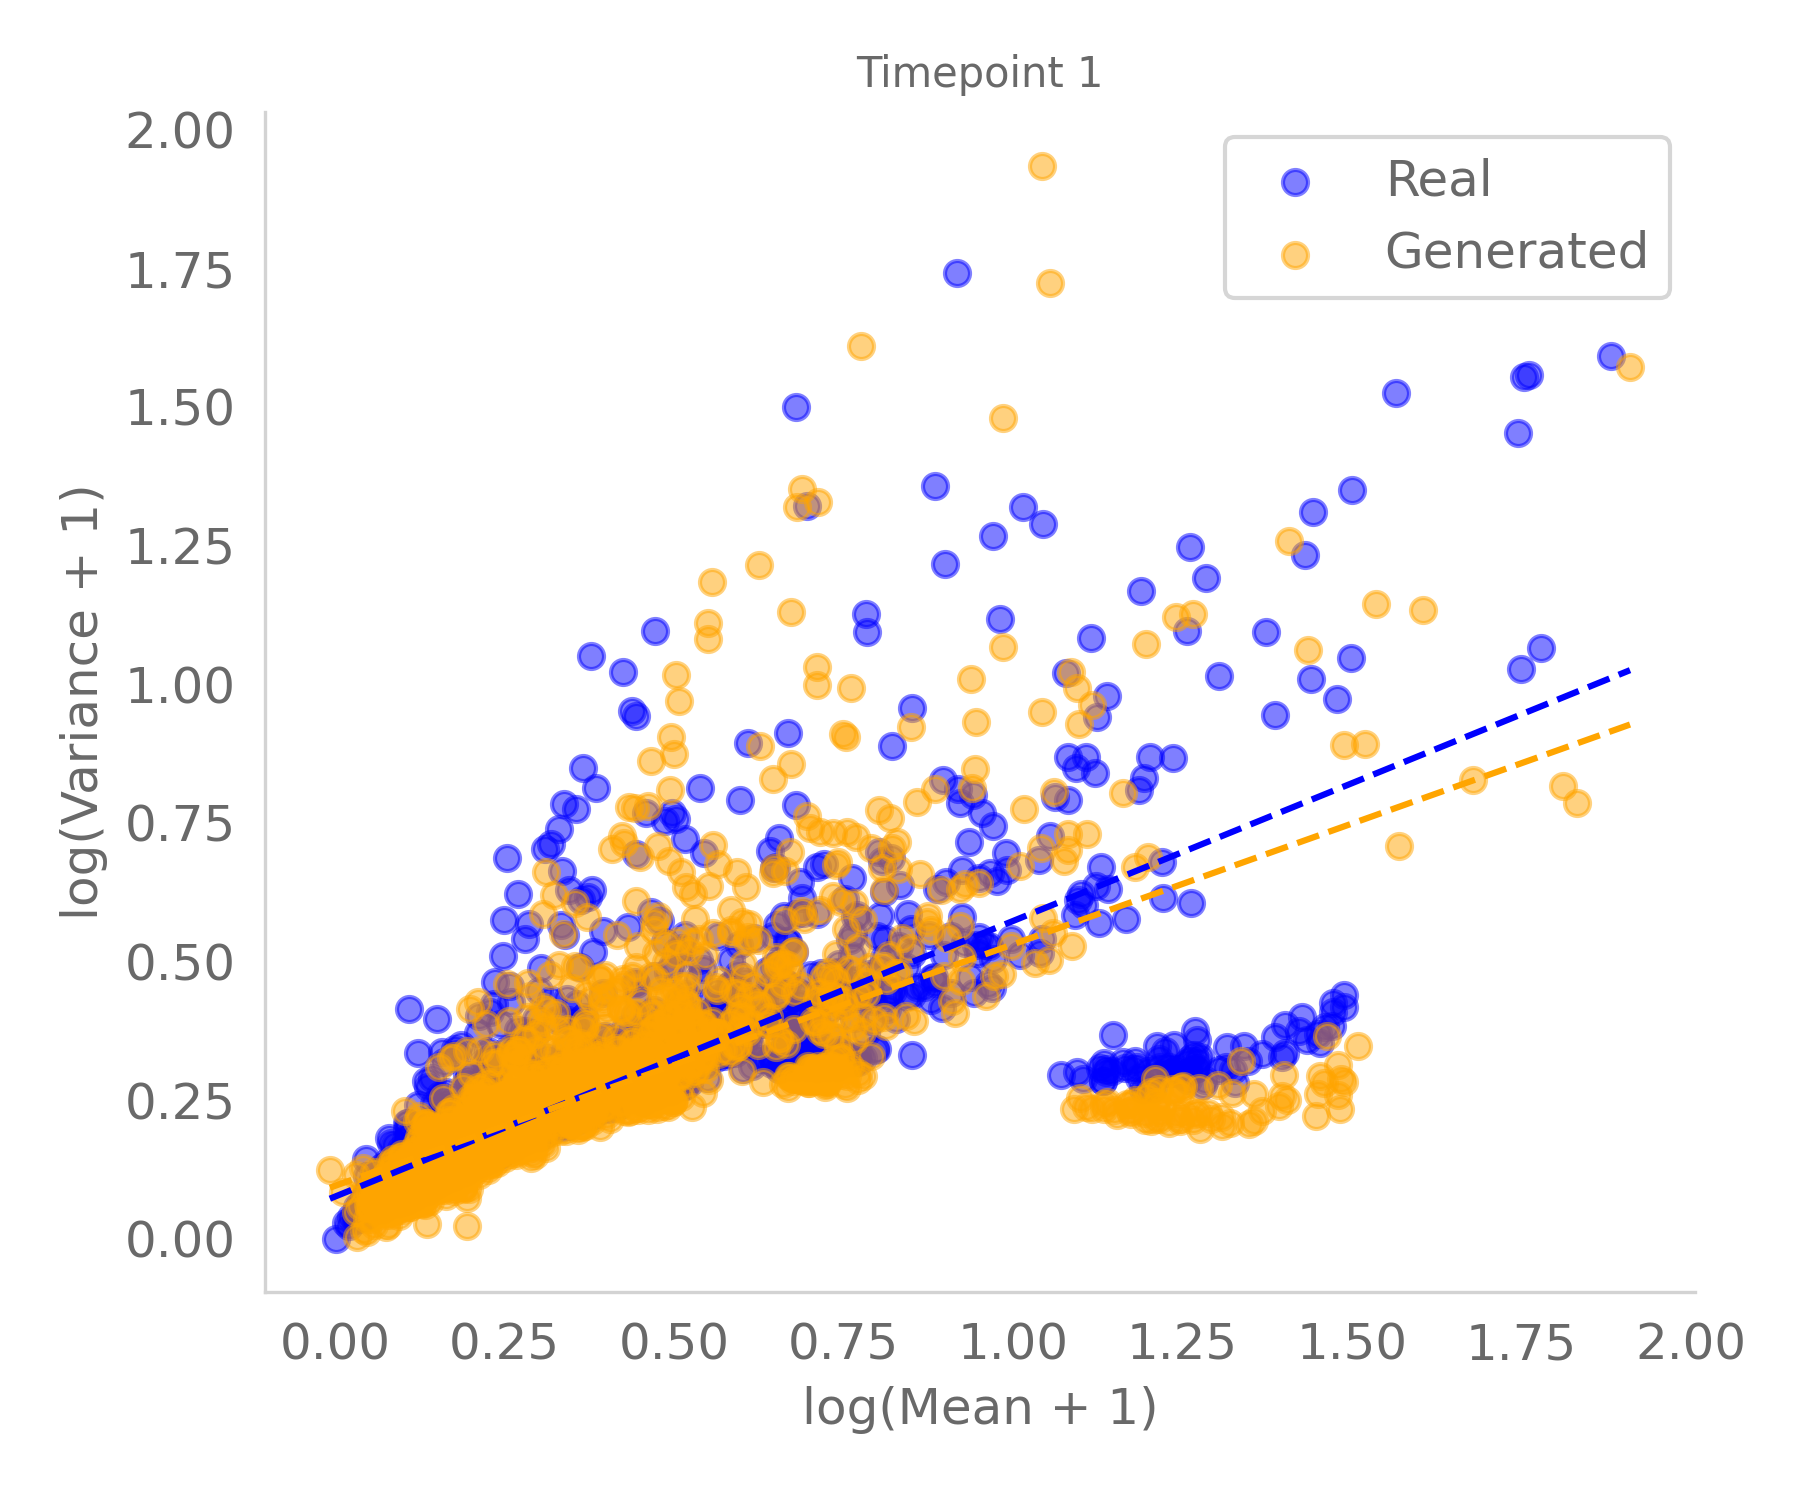 Timepoint 1
Real
Generated
log(Variance + 1)
2.00
1.75
1.50
1.25
1.00
0.75
0.50
0.25
0.00
0.00 0.25 0.50 0.75 1.00 1.25 1.50 1.75 2.00
log(Mean + 1)